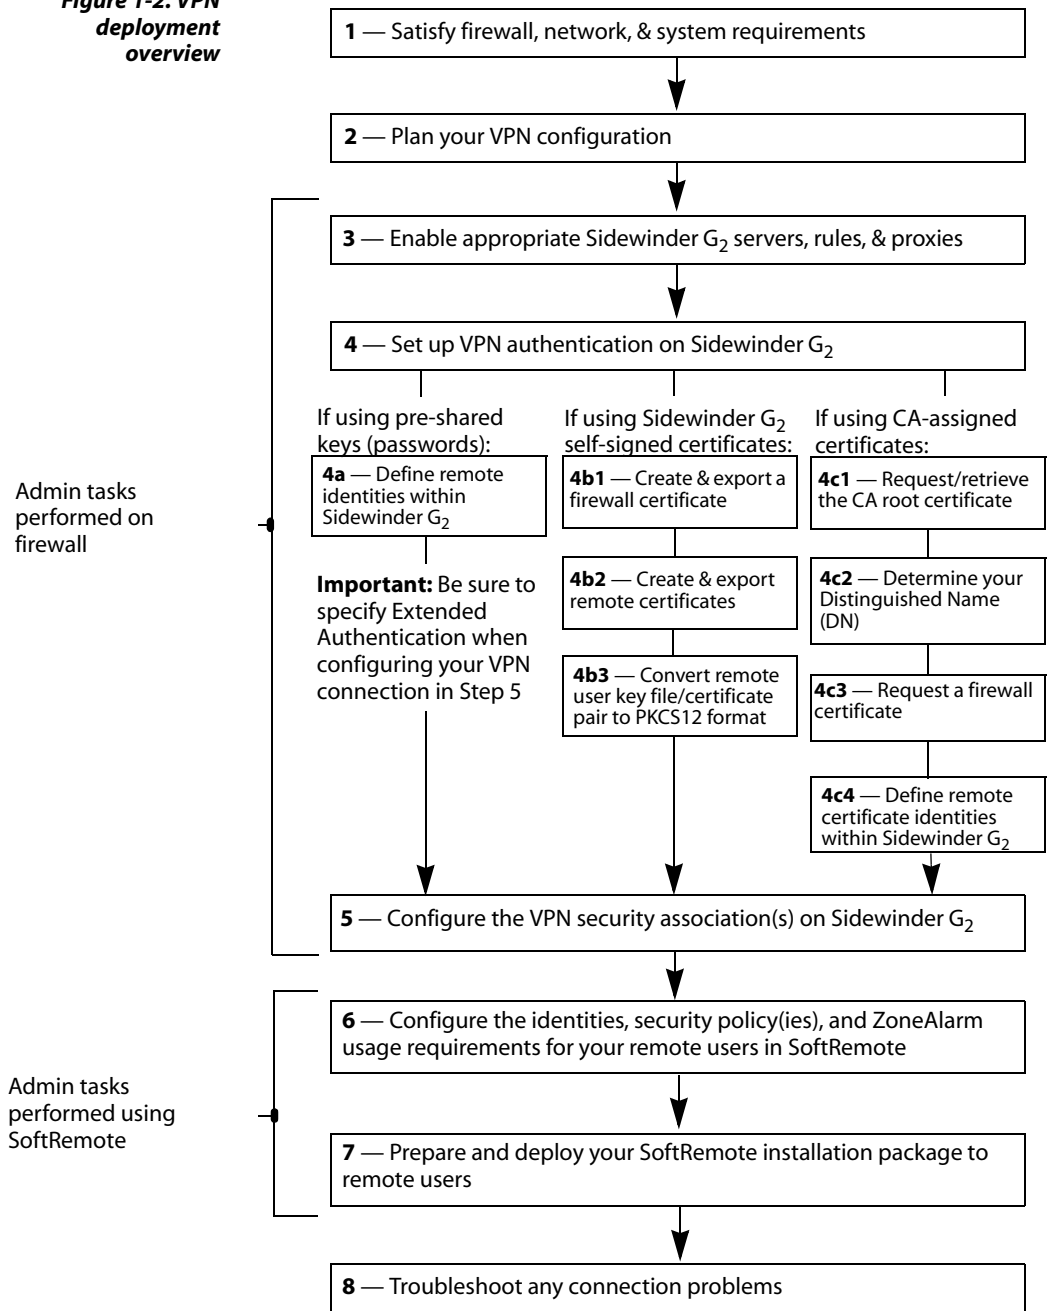 Figure 1-2. VPN
deployment
overview
1 — Satisfy firewall, network, & system requirements
2 — Plan your VPN configuration
3 — Enable appropriate Sidewinder G2 servers, rules, & proxies
4 — Set up VPN authentication on Sidewinder G2
Admin tasks
performed on
firewall
If using pre-shared
keys (passwords):
4a — Define remote
identities within
Sidewinder G2
Important: Be sure to
specify Extended
Authentication when
configuring your VPN
connection in Step 5
If using Sidewinder G2
self-signed certificates:
4b1 — Create & export a
firewall certificate
4b2 — Create & export
remote certificates
4b3 — Convert remote
user key file/certificate
pair to PKCS12 format
If using CA-assigned
certificates:
4c1 — Request/retrieve
the CA root certificate
4c2 — Determine your
Distinguished Name
(DN)
4c3 — Request a firewall
certificate
4c4 — Define remote
certificate identities
within Sidewinder G2
5 — Configure the VPN security association(s) on Sidewinder G2
Admin tasks
performed using
SoftRemote
6 — Configure the identities, security policy(ies), and ZoneAlarm
usage requirements for your remote users in SoftRemote
7 — Prepare and deploy your SoftRemote installation package to
remote users
8 — Troubleshoot any connection problems